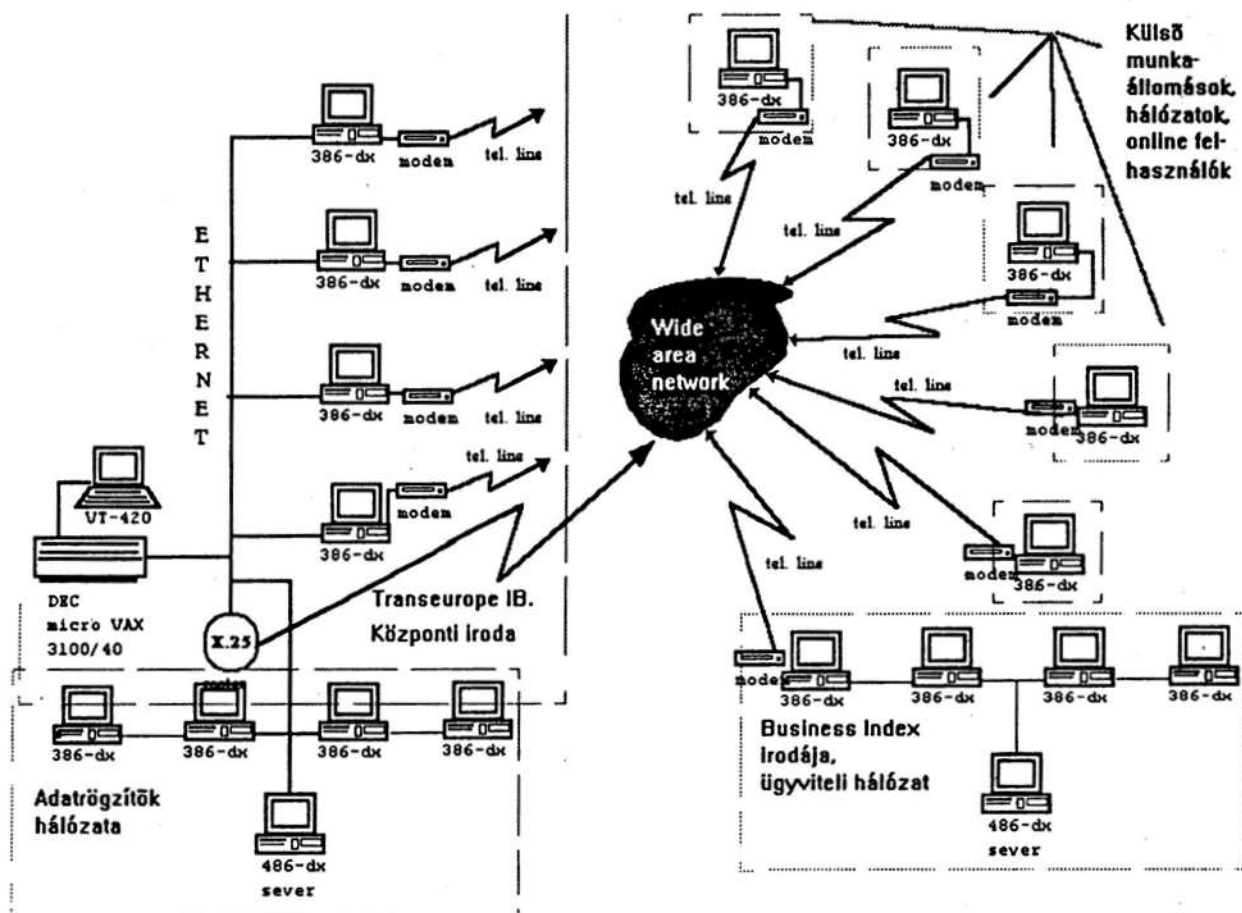 386-dx
modem
tel. line
386-dx
modem
tel. line
386-dx
modem
tel. line
tel. line
386-dx
modem
ETHERNET
VT-420
DEC
micro VAX
3100/40
X.25
Transeurope IB.
Központi iroda
386-dx
386-dx
386-dx
386-dx
Adatrögzítõk
hálózata
486-dx
sever
386-dx
modem
tel. line
386-dx
modem
tel. line
386-dx
modem
tel. line
386-dx
modem
tel. line
386-dx
modem
tel. line
tel. line
modem
Külsõ
munka-
állomások,
hálózatok,
online fel-
használók
Wide
area
network
386-dx
386-dx
386-dx
386-dx
Business Index
irodája,
ügyviteli hálózat
486-dx
sever